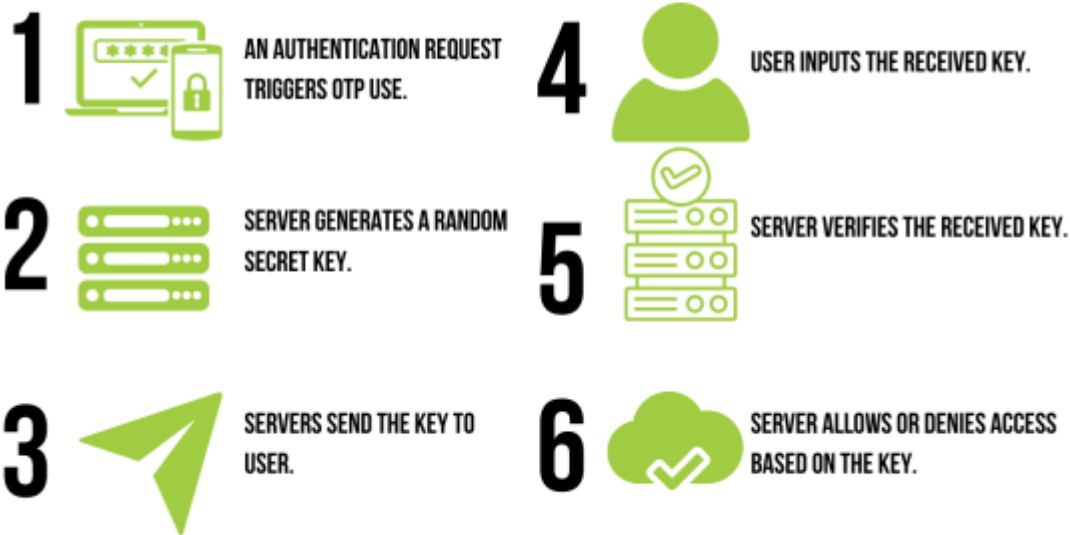 1
AN AUTHENTICATION REQUEST
TRIGGERS OTP USE.
2
SERVER GENERATES A RANDOM
SECRET KEY.
3
SERVERS SEND THE KEY TO
USER.
4
USER INPUTS THE RECEIVED KEY.
5
SERVER VERIFIES THE RECEIVED KEY.
6
SERVER ALLOWS OR DENIES ACCESS
BASED ON THE KEY.